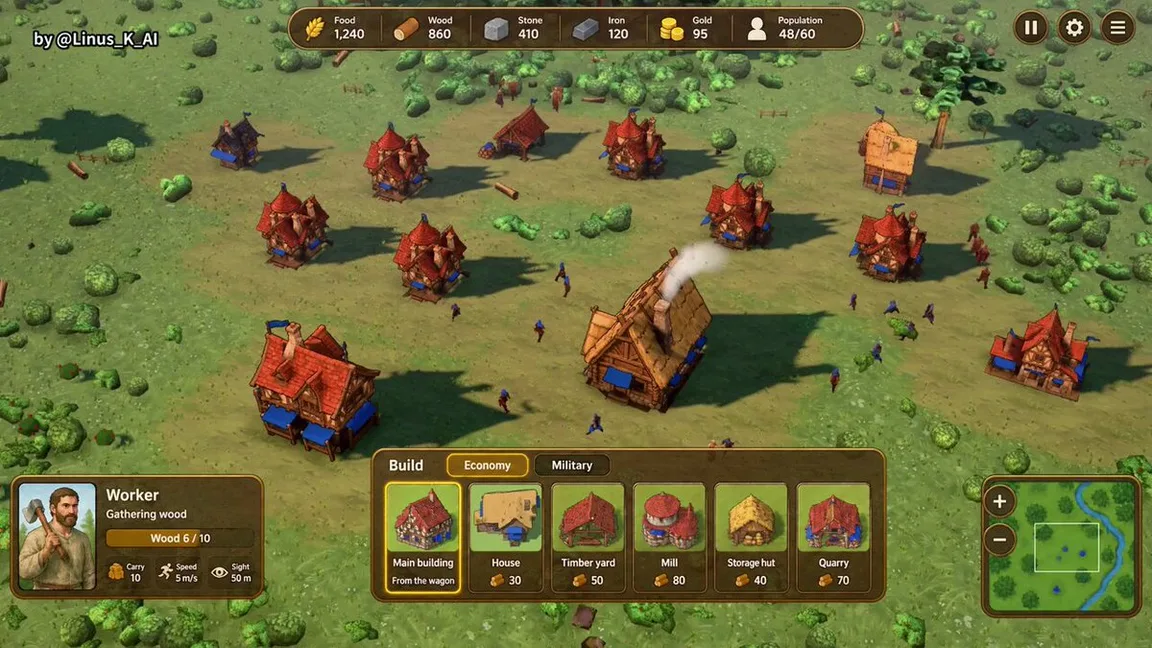 by @Linus_K_AI
Food
1,240
Wood
860
Stone
410
Iron
120
Gold
95
Population
48/60
Build
Economy
Military
Worker
Gathering wood
Wood 6 / 10
Carry
10
Speed
5 m/s
Sight
50 m
Main building
From the wagon
House
30
Timber yard
50
Mill
80
Storage hut
40
Quarry
70
+
−